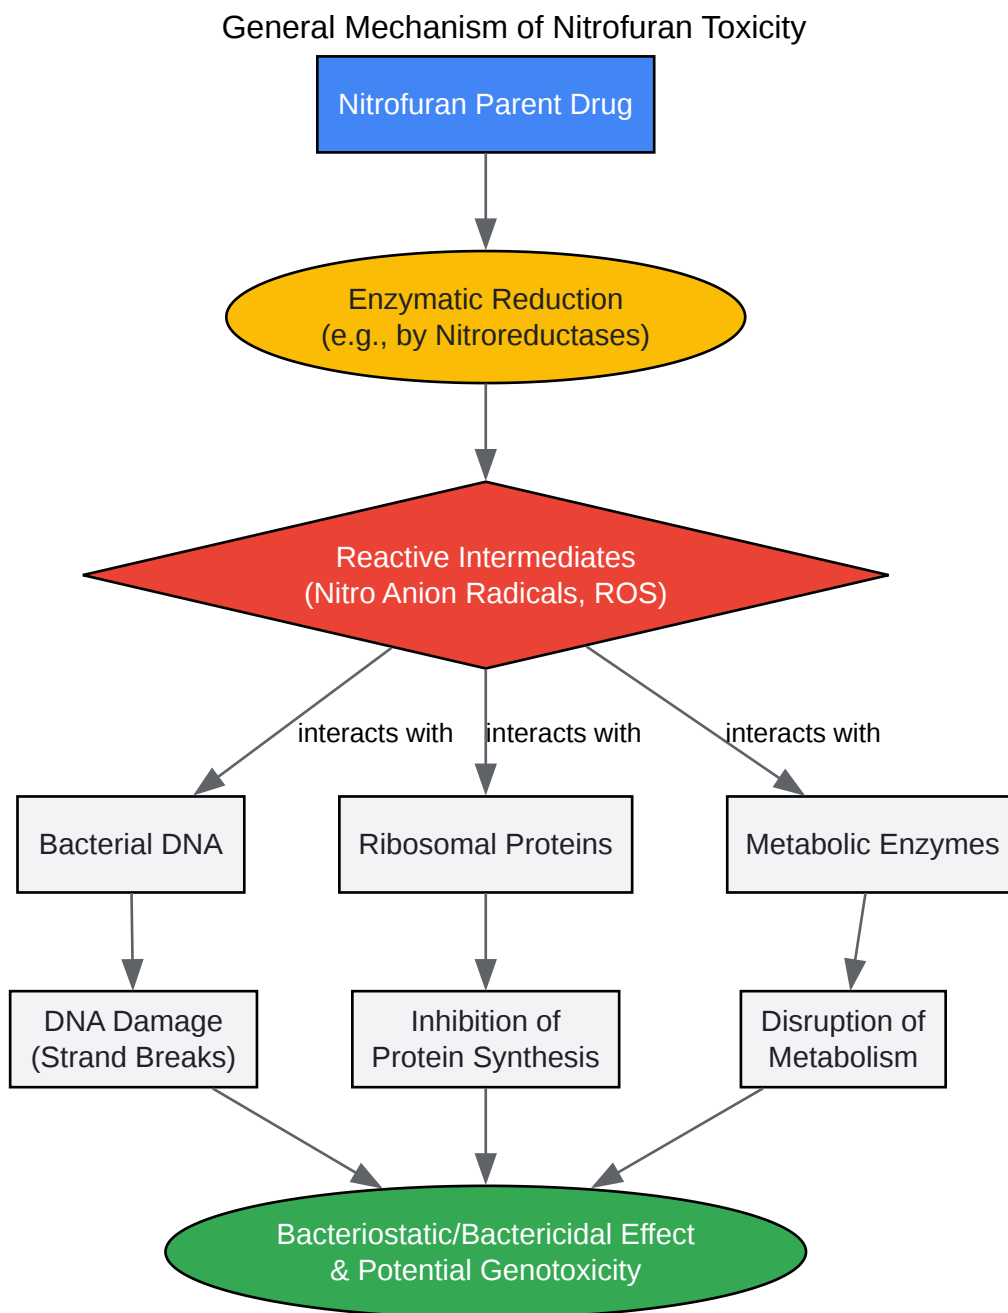 General Mechanism of Nitrofuran Toxicity
Nitrofuran Parent Drug
Enzymatic Reduction
(e.g., by Nitroreductases)
Reactive Intermediates
(Nitro Anion Radicals, ROS)
interacts with
interacts with
interacts with
Bacterial DNA
Ribosomal Proteins
Metabolic Enzymes
DNA Damage
(Strand Breaks)
Inhibition of
Protein Synthesis
Disruption of
Metabolism
Bacteriostatic/Bactericidal Effect
& Potential Genotoxicity